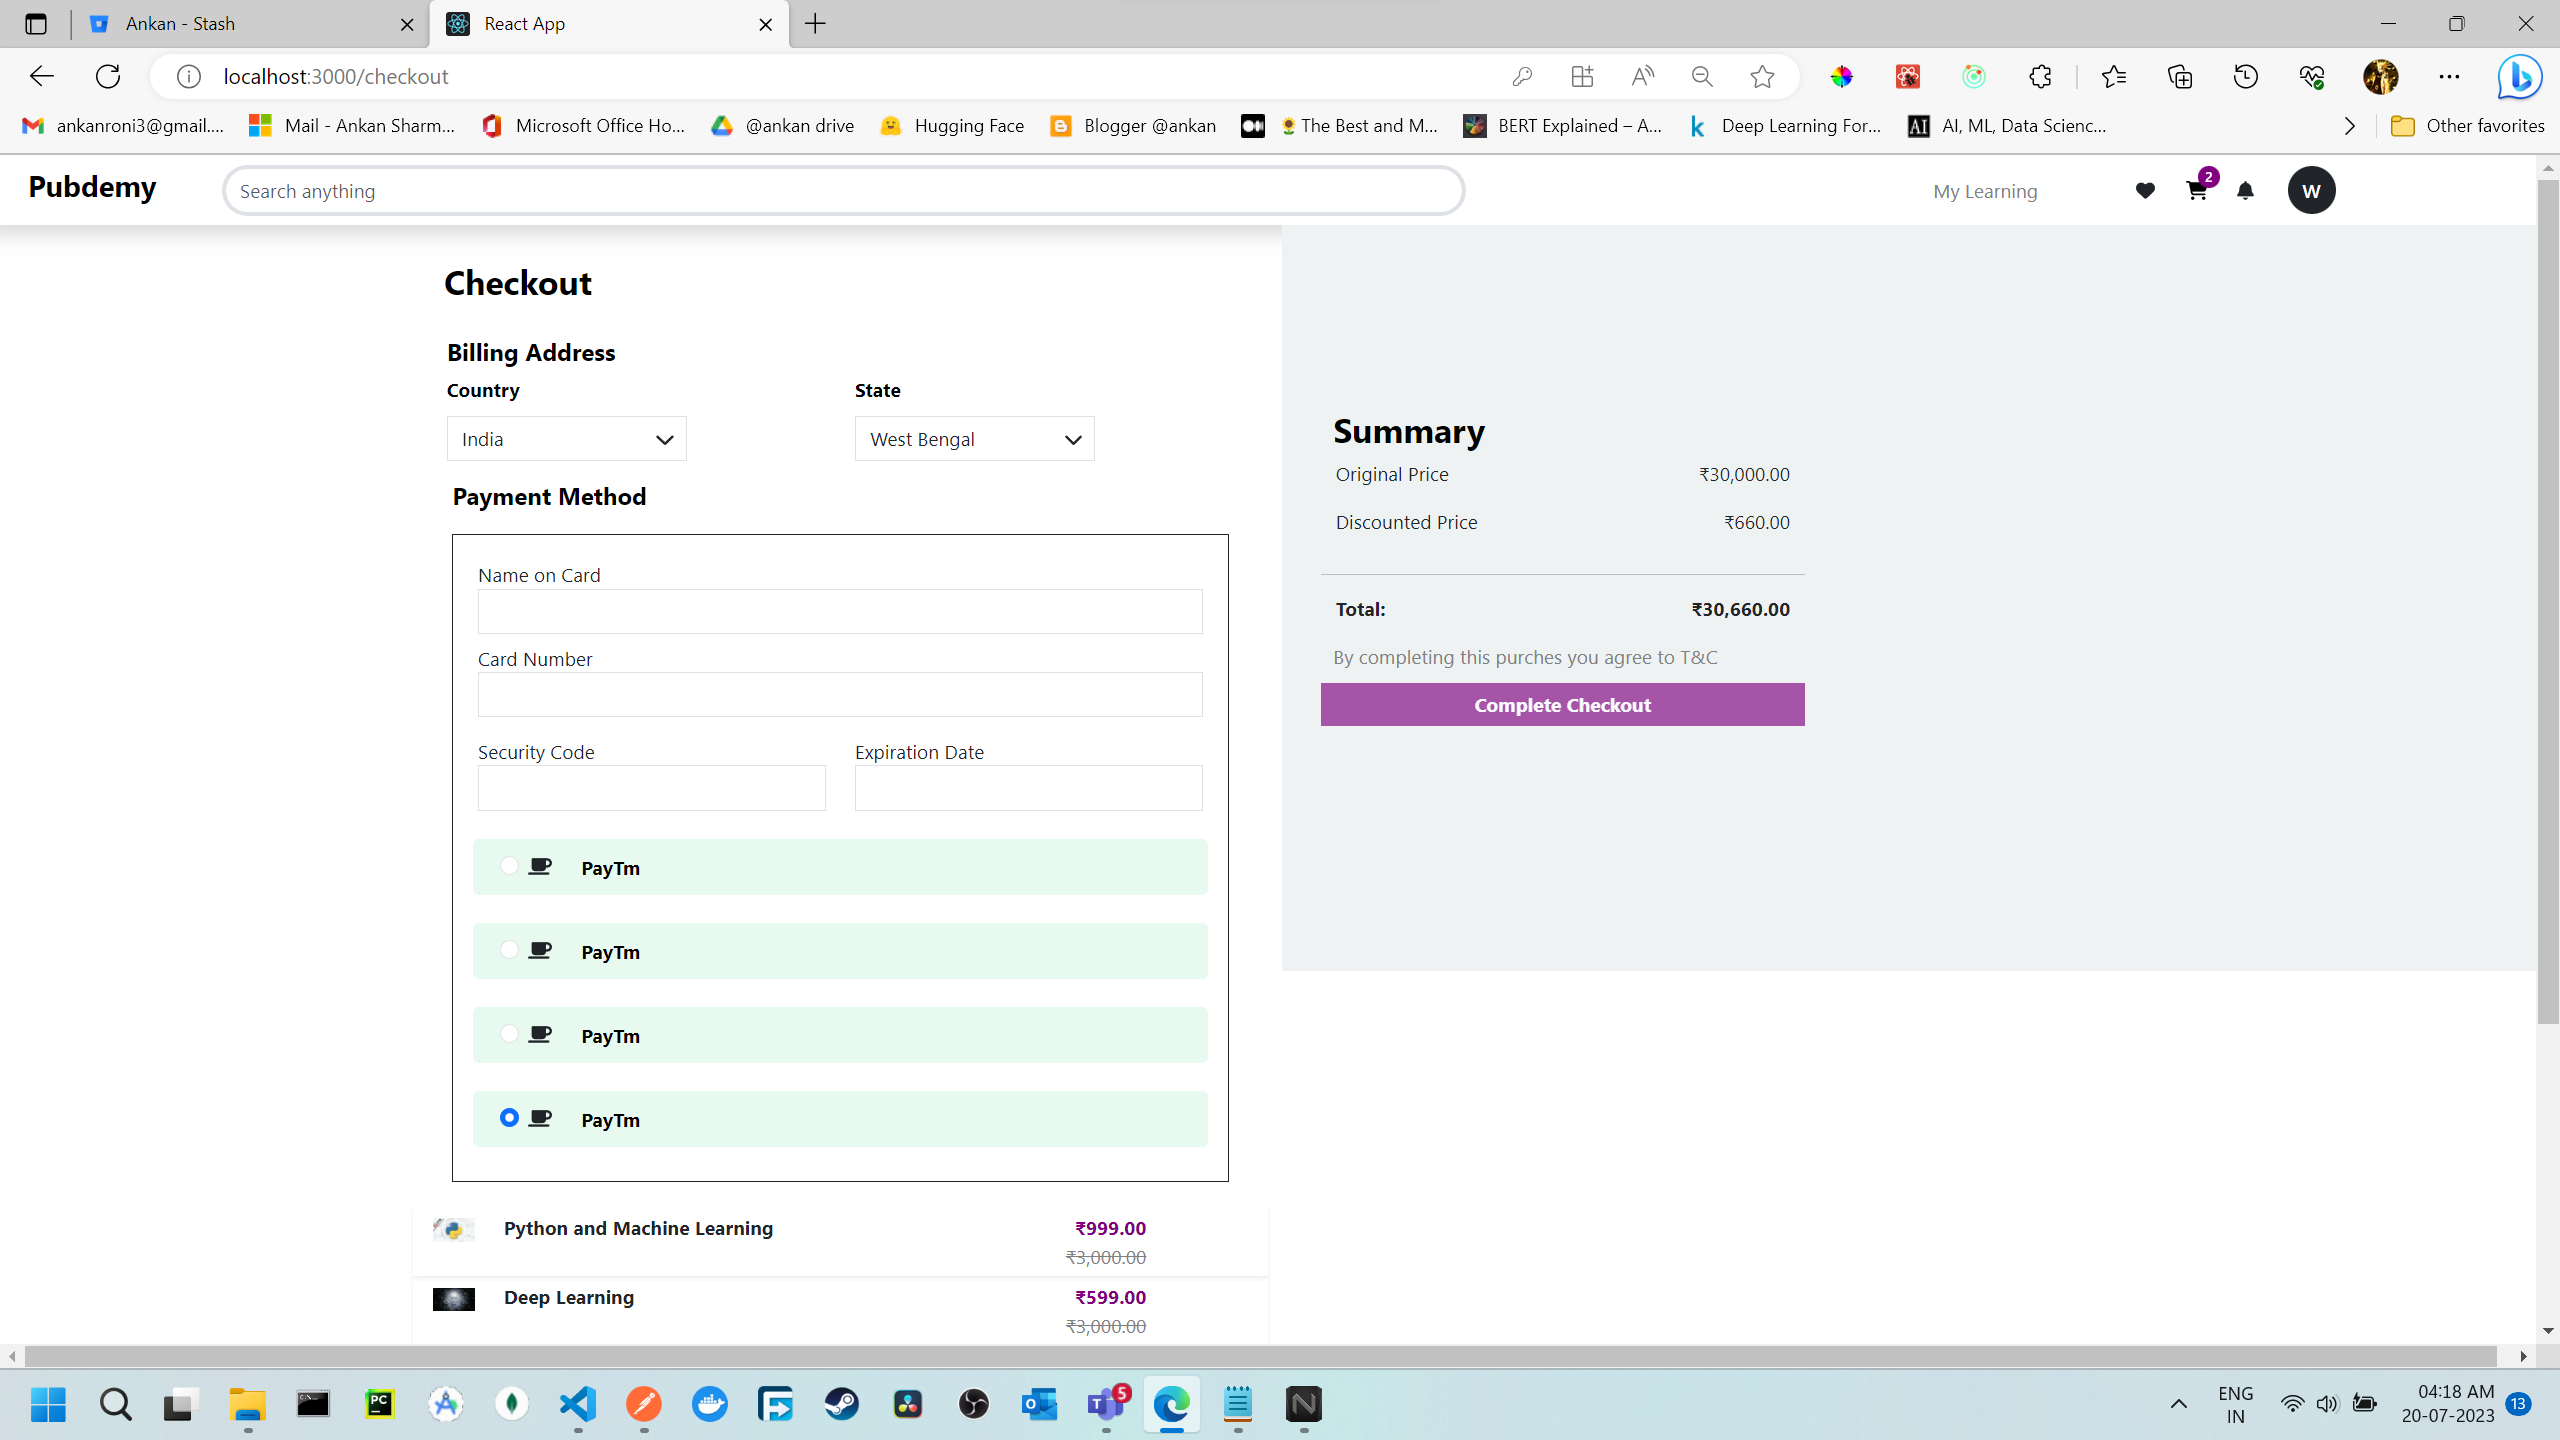 Ankan - Stash
React App
localhost:3000/checkout
ankanroni3@gmail....
Mail - Ankan Sharm...
Microsoft Office Ho...
@ankan drive
Hugging Face
Blogger @ankan
The Best and M...
BERT Explained – A...
Deep Learning For...
AI, ML, Data Scienc...
Other favorites
Pubdemy
Search anything
My Learning
2
W
Checkout
Billing Address
Country
State
India
West Bengal
Payment Method
Name on Card
Card Number
Security Code
Expiration Date
PayTm
PayTm
PayTm
PayTm
Summary
Original Price ₹30,000.00
Discounted Price ₹660.00
Total: ₹30,660.00
By completing this purches you agree to T&C
Complete Checkout
Python and Machine Learning ₹999.00
₹3,000.00
Deep Learning ₹599.00
₹3,000.00
5
ENG
IN
04:18 AM
20-07-2023
13